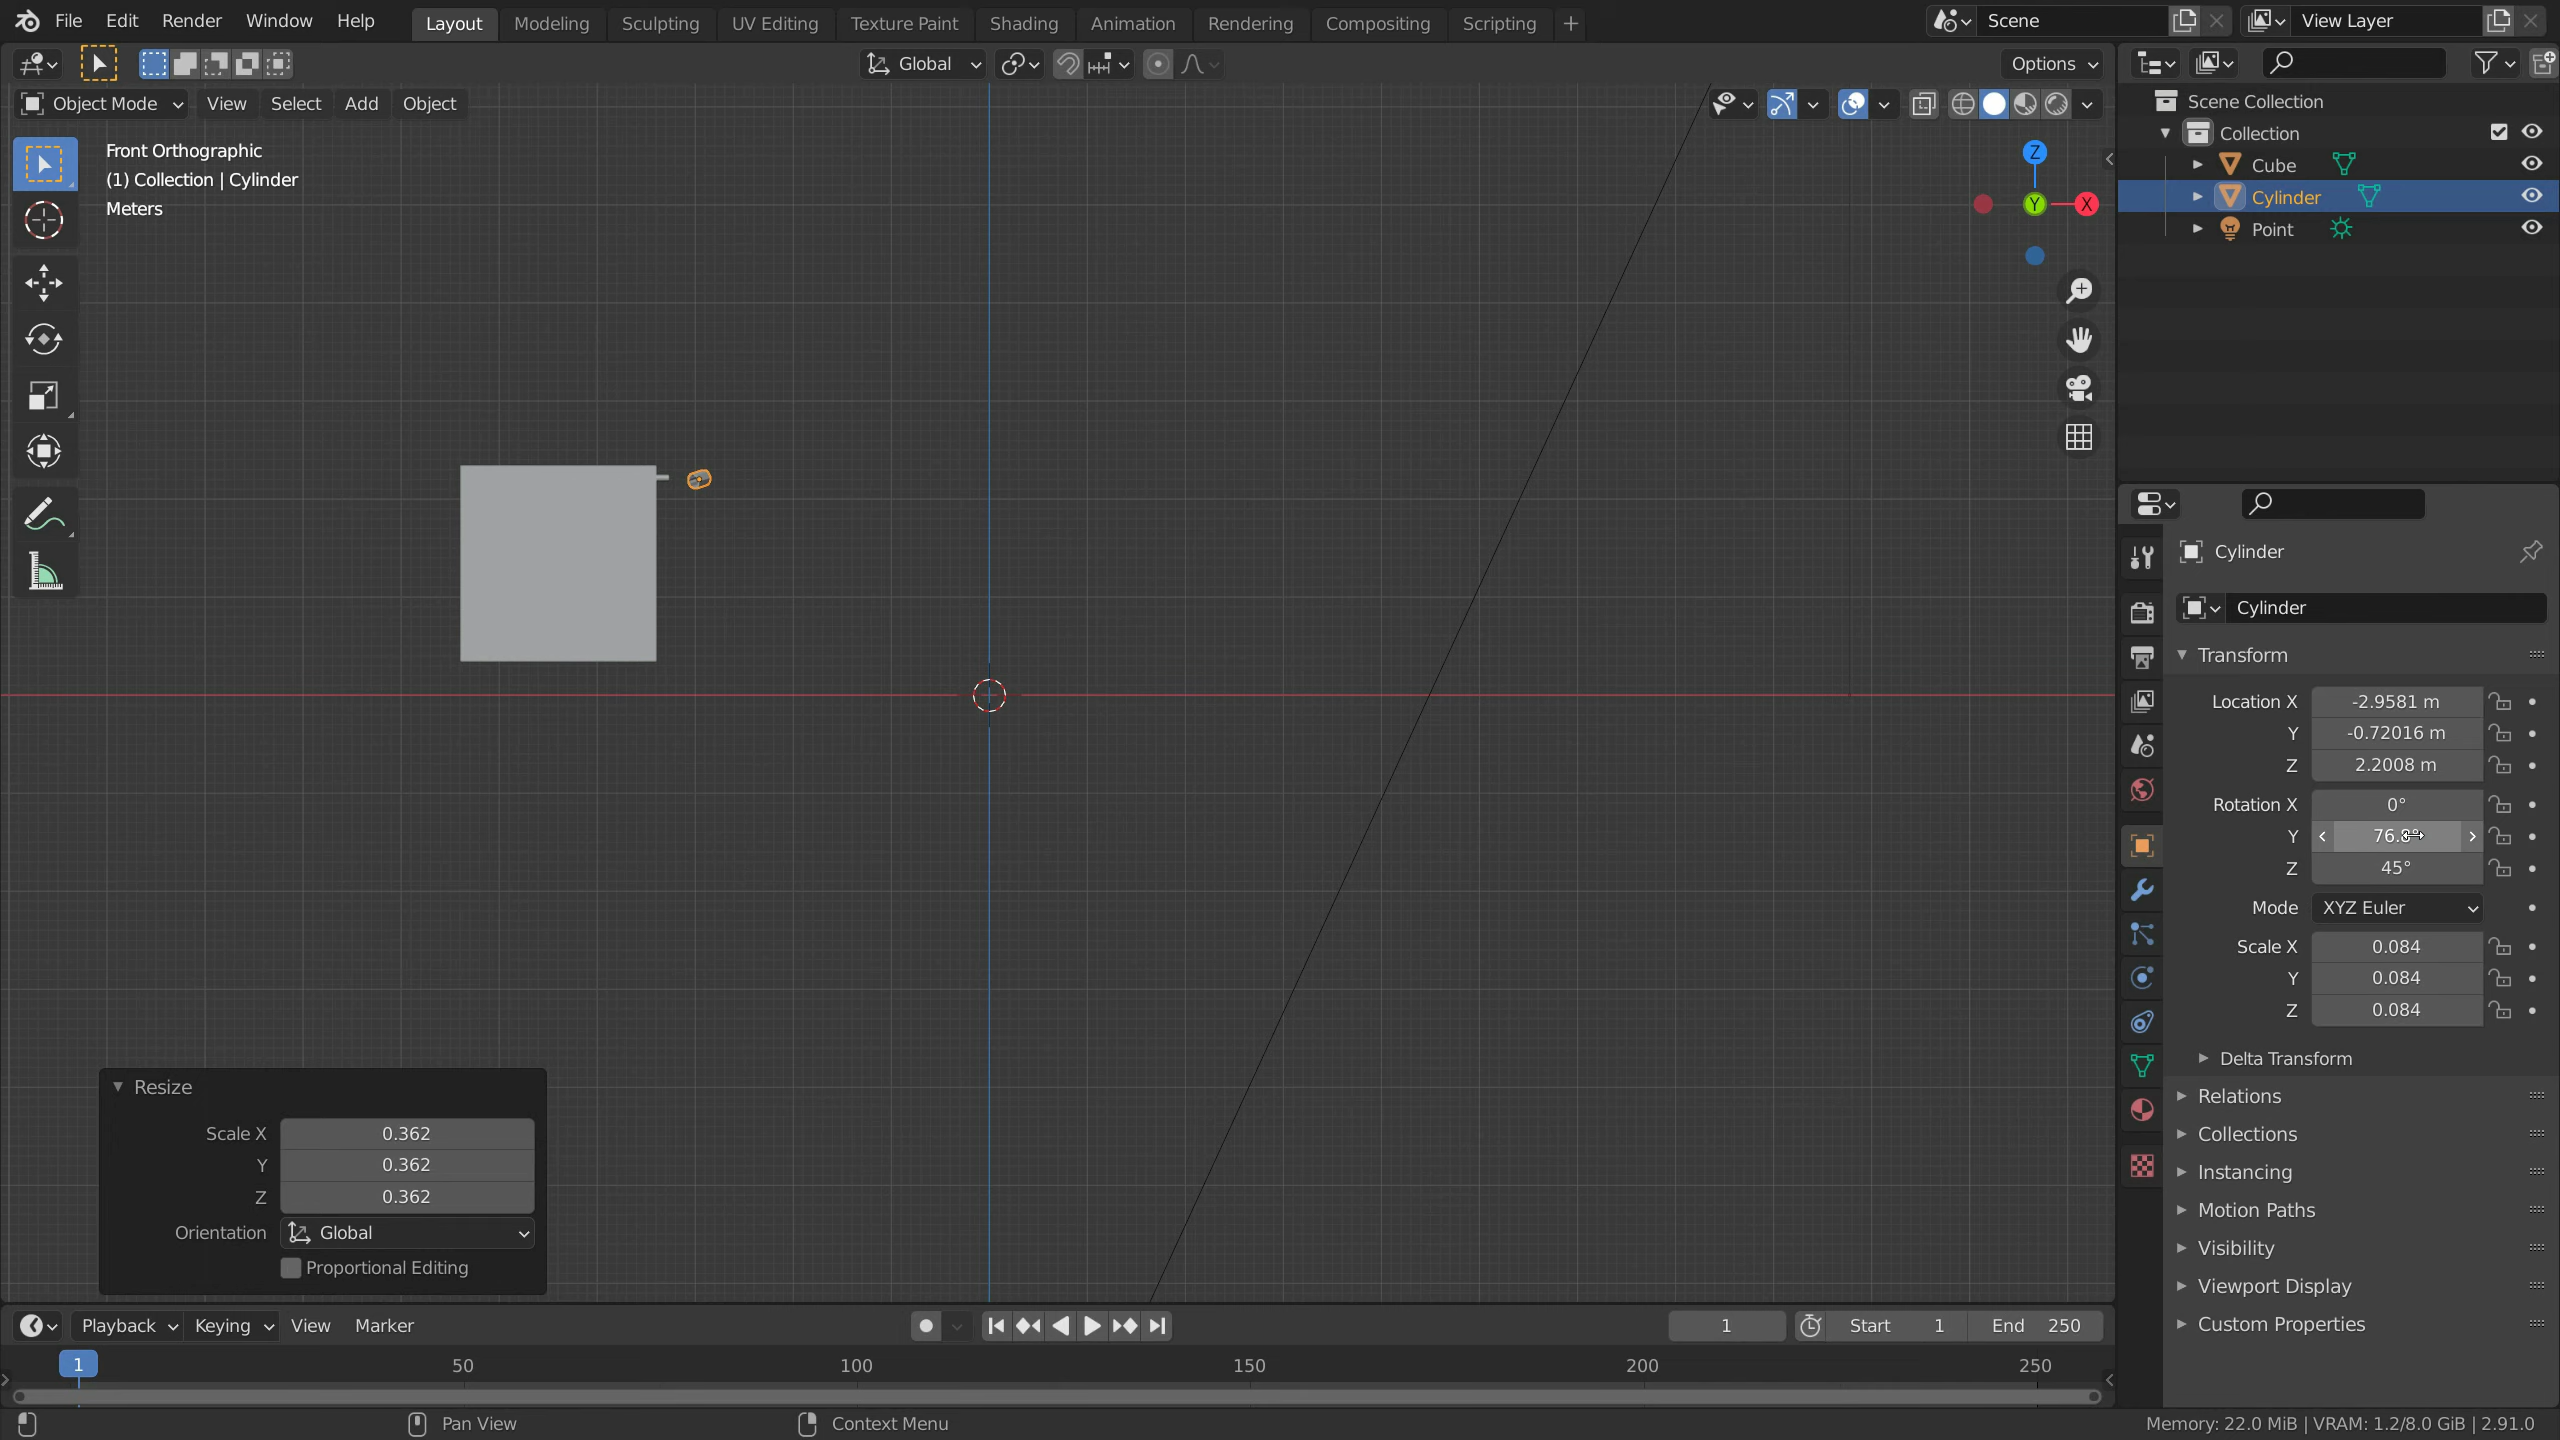 File Edit Render Window Help Layout Modeling Sculpting UV Editing Texture Paint Shading Animation Rendering Compositing Scripting + Scene View Layer
Global Options
Object Mode View Select Add Object
Front Orthographic
(1) Collection | Cylinder
Meters
Z
Y X
Scene Collection
Collection
Cube
Cylinder
Point
Cylinder
Cylinder
Transform
Location X -2.9581 m
Y -0.72016 m
Z 2.2008 m
Rotation X 0°
Y 76.8°
Z 45°
Mode XYZ Euler
Scale X 0.084
Y 0.084
Z 0.084
Delta Transform
Relations
Collections
Instancing
Motion Paths
Visibility
Viewport Display
Custom Properties
Resize
Scale X 0.362
Y 0.362
Z 0.362
Orientation Global
Proportional Editing
Playback Keying View Marker 1 Start 1 End 250
1 50 100 150 200 250
Pan View Context Menu Memory: 22.0 MiB | VRAM: 1.2/8.0 GiB | 2.91.0